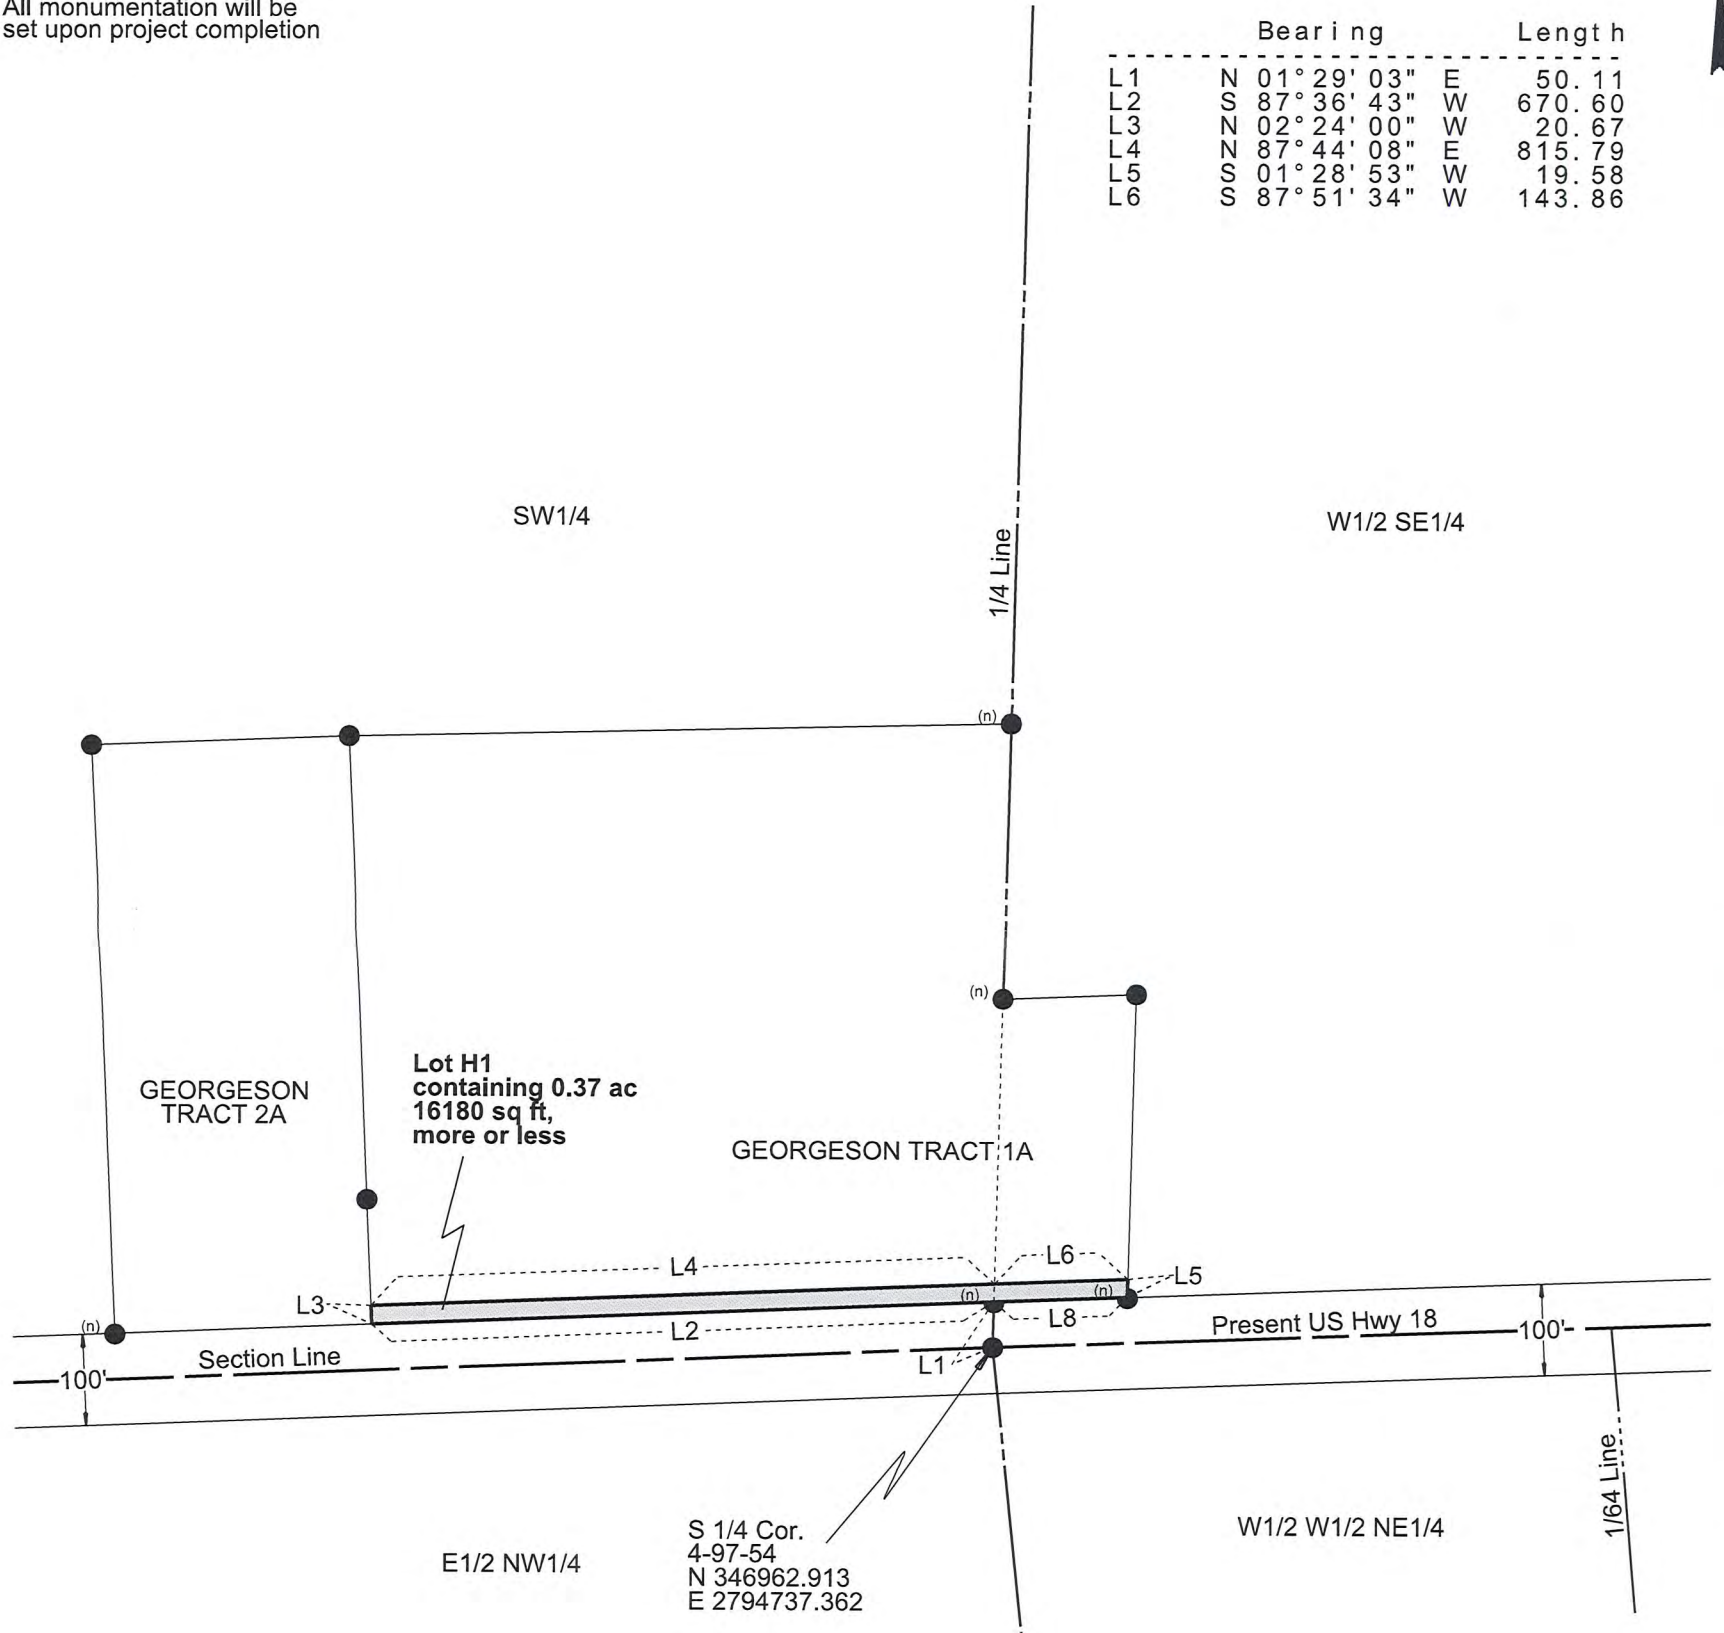 All monumentation will be
set upon project completion
Bearing Length
L1 N 01°29'03" E 50.11
L2 S 87°36'43" W 670.60
L3 N 02°24'00" W 20.67
L4 N 87°44'08" E 815.79
L5 S 01°28'53" W 19.58
L6 S 87°51'34" W 143.86
SW1/4
W1/2 SE1/4
1/4 Line
(n)
(n)
Lot H1
containing 0.37 ac
16180 sq ft,
more or less
GEORGESON
TRACT 2A
GEORGESON TRACT 1A
L4
L6
L5
L3
(n)
(n)
L8
L2
(n)
Present US Hwy 18
100'
Section Line
L1
100'
1/64 Line
S 1/4 Cor.
4-97-54
N 346962.913
E 2794737.362
W1/2 W1/2 NE1/4
E1/2 NW1/4